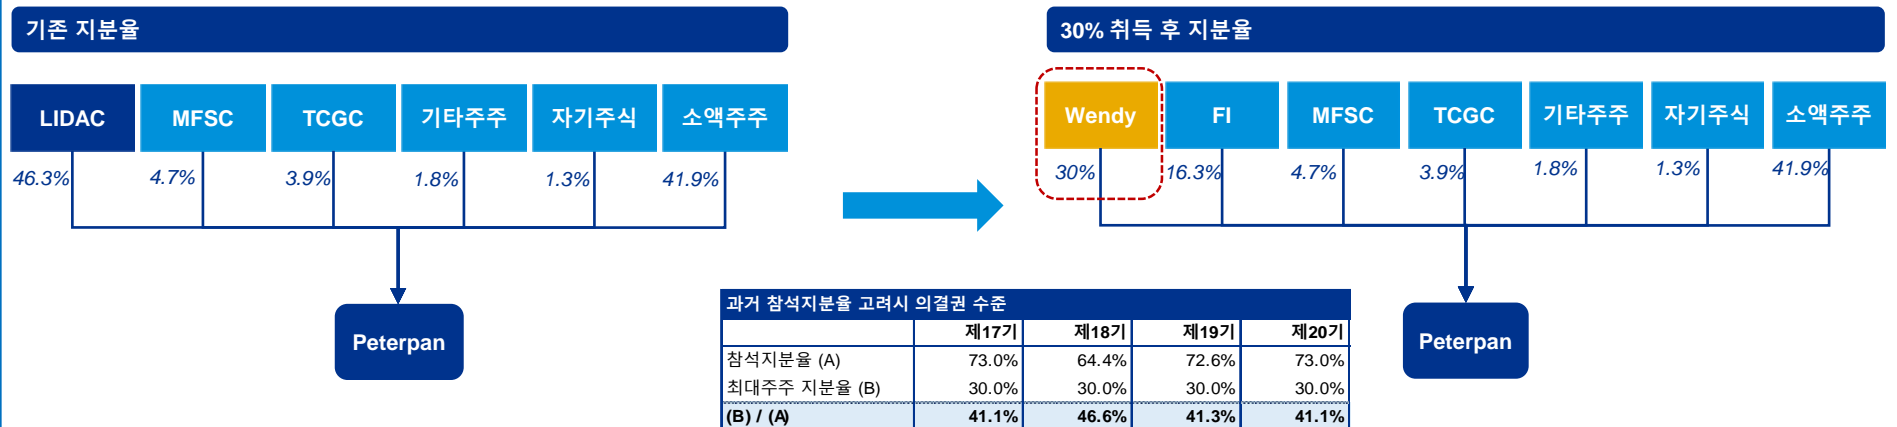 기존 지분율
LIDAC MFSC TCGC 기타주주 자기주식 소액주주
46.3% 4.7% 3.9% 1.8% 1.3% 41.9%
Peterpan
30% 취득 후 지분율
Wendy FI MFSC TCGC 기타주주 자기주식 소액주주
30% 16.3% 4.7% 3.9% 1.8% 1.3% 41.9%
Peterpan
과거 참석지분율 고려시 의결권 수준
제17기 제18기 제19기 제20기
참석지분율 (A) 73.0% 64.4% 72.6% 73.0%
최대주주 지분율 (B) 30.0% 30.0% 30.0% 30.0%
(B) / (A) 41.1% 46.6% 41.3% 41.1%